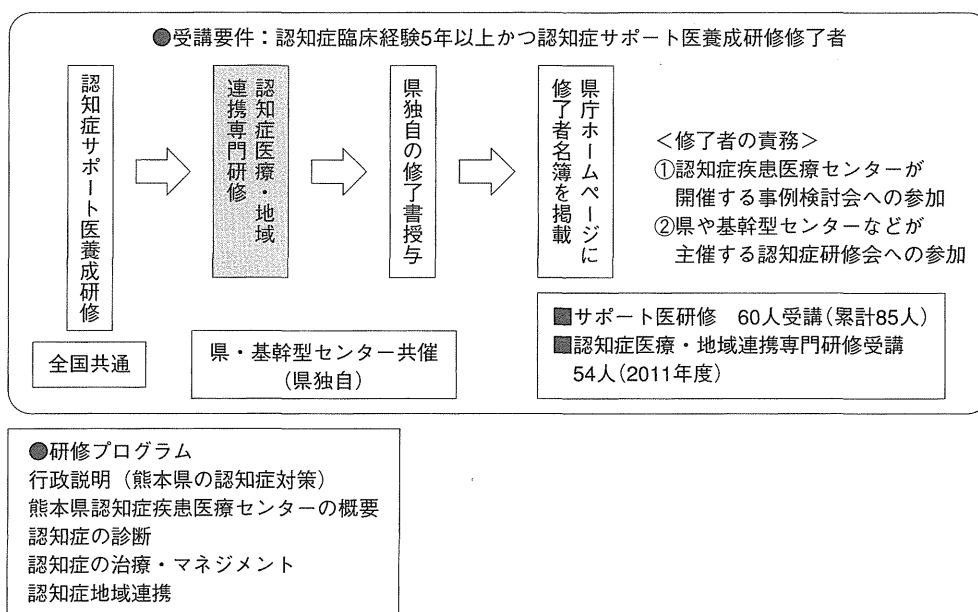 ●受講要件：認知症臨床経験5年以上かつ認知症サポート医養成研修修了者
認知症サポート医養成研修
認知症医療・地域
連携専門研修
県独自の修了書授与
県庁ホームページに
修了者名簿を掲載
＜修了者の責務＞
①認知症疾患医療センターが
開催する事例検討会への参加
②県や基幹型センターなどが
主催する認知症研修会への参加
全国共通
県・基幹型センター共催
（県独自）
■サポート医研修　60人受講（累計85人）
■認知症医療・地域連携専門研修受講
54人（2011年度）
●研修プログラム
行政説明（熊本県の認知症対策）
熊本県認知症疾患医療センターの概要
認知症の診断
認知症の治療・マネジメント
認知症地域連携